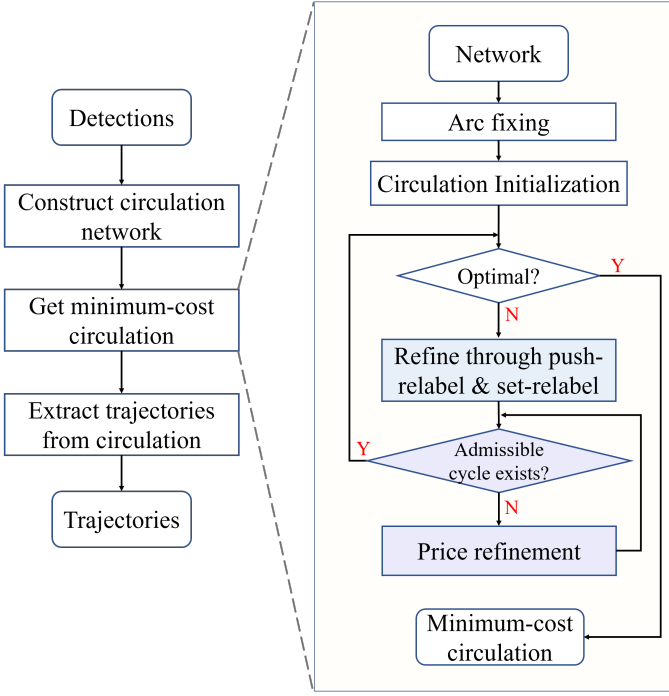 Detections
Construct circulation
network
Get minimum-cost
circulation
Extract trajectories
from circulation
Trajectories
Network
Arc fixing
Circulation Initialization
Optimal?
Y
N
Refine through push-
relabel & set-relabel
Admissible
cycle exists?
Y
N
Price refinement
Minimum-cost
circulation